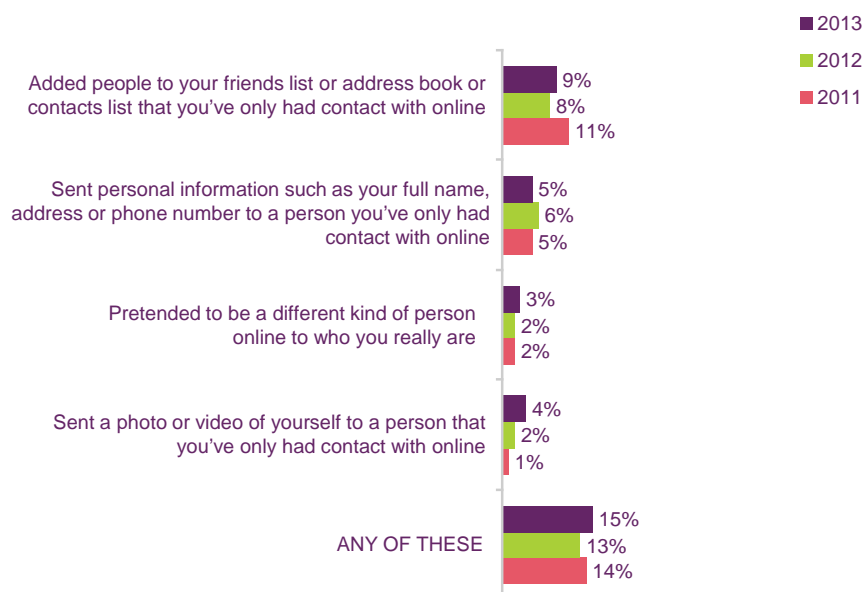 2013
2012
2011
Added people to your friends list or address book or
contacts list that you’ve only had contact with online
9%
8%
11%
Sent personal information such as your full name,
address or phone number to a person you’ve only had
contact with online
5%
6%
5%
Pretended to be a different kind of person
online to who you really are
3%
2%
2%
Sent a photo or video of yourself to a person that
you’ve only had contact with online
4%
2%
1%
ANY OF THESE
15%
13%
14%